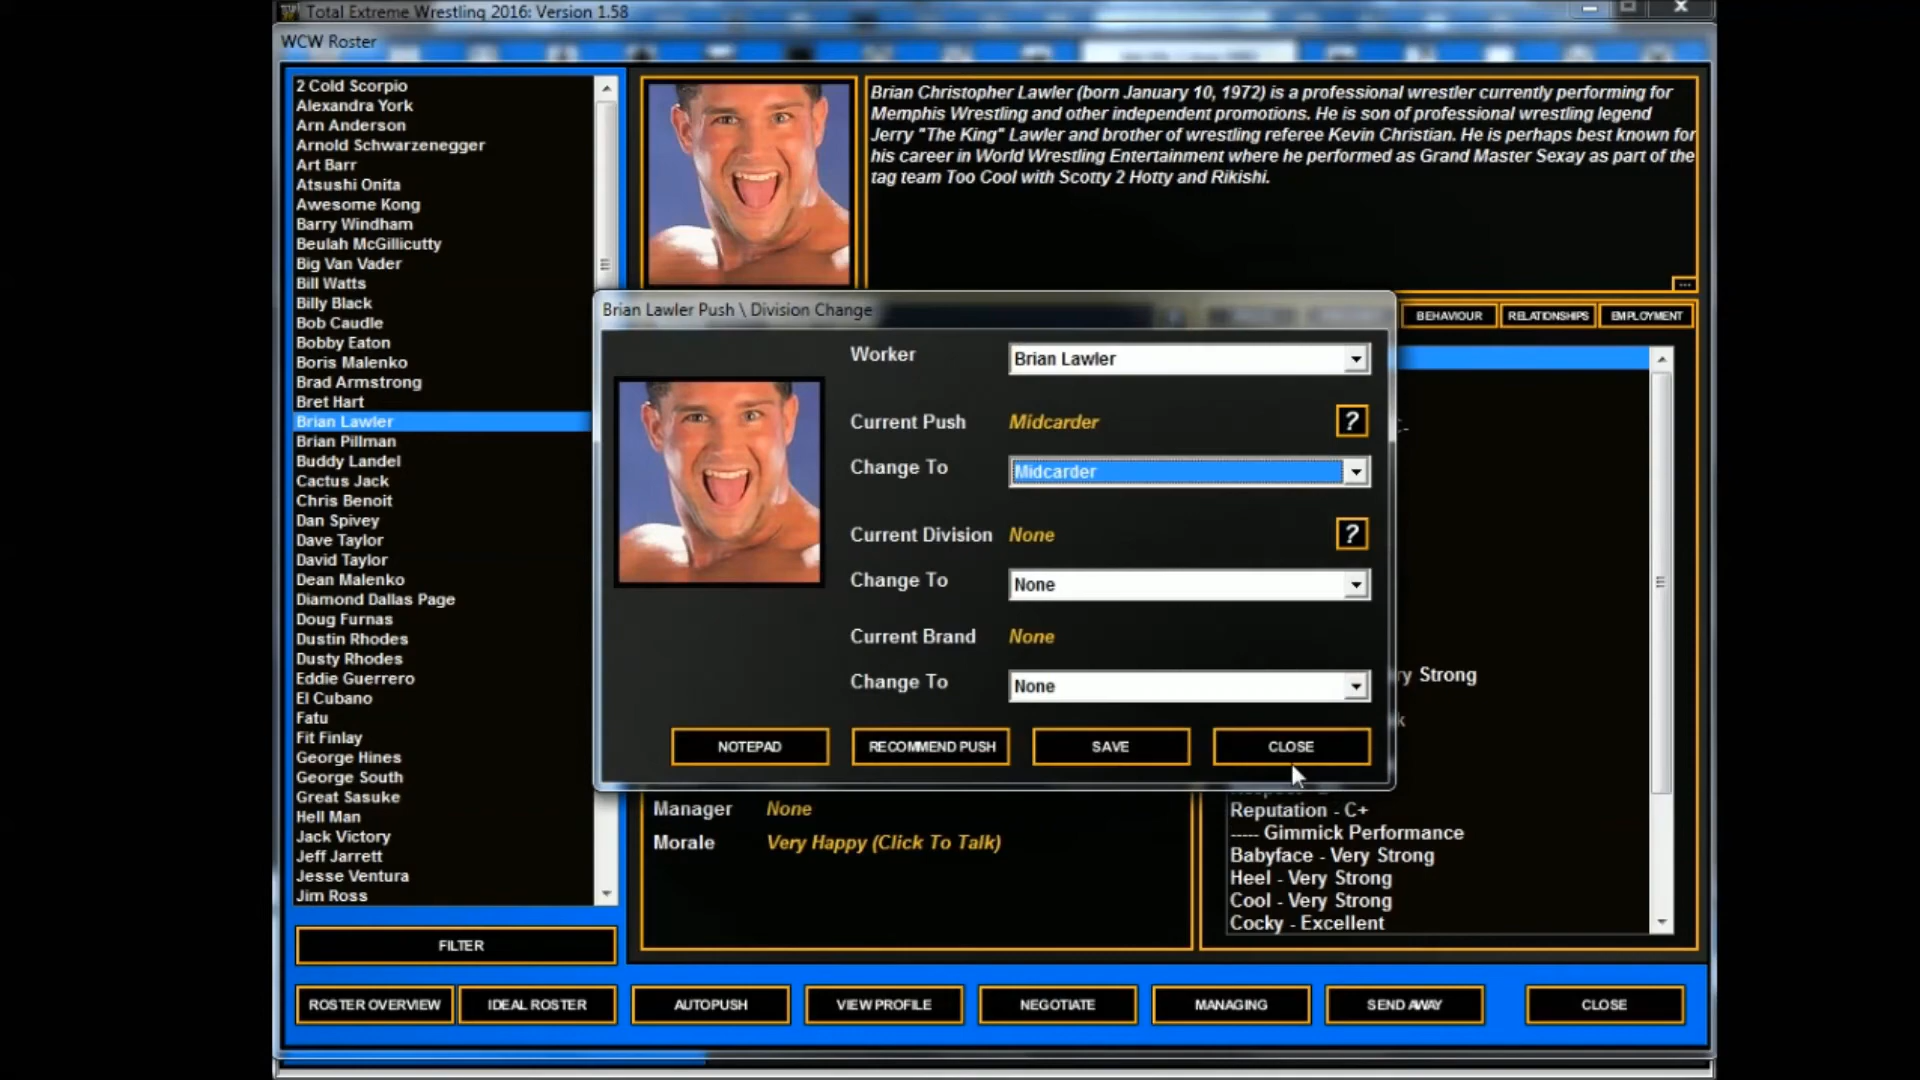 Total Extreme Wrestling 2016: Version 1.58
WCW Roster
2 Cold Scorpio
Alexandra York
Arn Anderson
Arnold Schwarzenegger
Art Barr
Atsushi Onita
Awesome Kong
Barry Windham
Beulah McGillicutty
Big Van Vader
Bill Watts
Billy Black
Bob Caudle
Bobby Eaton
Boris Malenko
Brad Armstrong
Bret Hart
Brian Lawler
Brian Pillman
Buddy Landel
Cactus Jack
Chris Benoit
Dan Spivey
Dave Taylor
David Taylor
Dean Malenko
Diamond Dallas Page
Doug Furnas
Dustin Rhodes
Dusty Rhodes
Eddie Guerrero
El Cubano
Fatu
Fit Finlay
George Hines
George South
Great Sasuke
Hell Man
Jack Victory
Jeff Jarrett
Jesse Ventura
Jim Ross
FILTER
Brian Christopher Lawler (born January 10, 1972) is a professional wrestler currently performing for
Memphis Wrestling and other independent promotions. He is son of professional wrestling legend
Jerry "The King" Lawler and brother of wrestling referee Kevin Christian. He is perhaps best known for
his career in World Wrestling Entertainment where he performed as Grand Master Sexay as part of the
tag team Too Cool with Scotty 2 Hotty and Rikishi.
...
BEHAVIOUR RELATIONSHIPS EMPLOYMENT
Brian Lawler Push \ Division Change
Worker Brian Lawler
Current Push Midcarder ?
Change To Midcarder
Current Division None ?
Change To None
Current Brand None
Change To None
NOTEPAD RECOMMEND PUSH SAVE CLOSE
Strong
Manager None
Morale Very Happy (Click To Talk)
Reputation - C+
----- Gimmick Performance
Babyface - Very Strong
Heel - Very Strong
Cool - Very Strong
Cocky - Excellent
ROSTER OVERVIEW IDEAL ROSTER AUTOPUSH VIEW PROFILE NEGOTIATE MANAGING SEND AWAY CLOSE